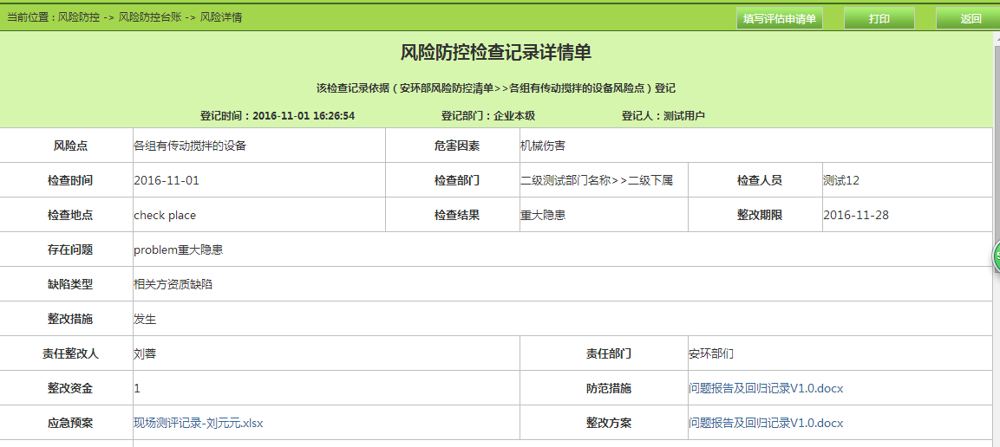 当前位置：风险防控 -> 风险防控台账 -> 风险详情 填写评估申请单 打印 返回
风险防控检查记录详情单
该检查记录依据（安环部风险防控清单>>各组有传动搅拌的设备风险点）登记
登记时间：2016-11-01 16:26:54 登记部门：企业本级 登记人：测试用户
风险点 各组有传动搅拌的设备 危害因素 机械伤害
检查时间 2016-11-01 检查部门 二级测试部门名称>>二级下属 检查人员 测试12
检查地点 check place 检查结果 重大隐患 整改期限 2016-11-28
存在问题 problem重大隐患
缺陷类型 相关方资质缺陷
整改措施 发生
责任整改人 刘蓉 责任部门 安环部们
整改资金 1 防范措施 问题报告及回归记录V1.0.docx
应急预案 现场测评记录-刘元元.xlsx 整改方案 问题报告及回归记录V1.0.docx